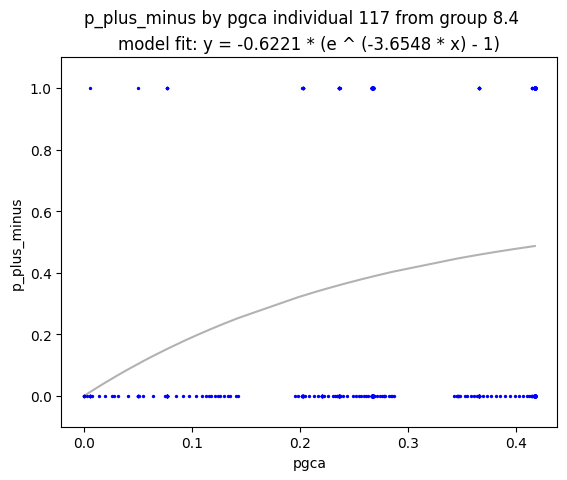 p_plus_minus by pgca individual 117 from group 8.4
model fit: y = -0.6221 * (e ^ (-3.6548 * x) - 1)
1.0
0.8
0.6
0.4
0.2
0.0
p_plus_minus
0.0 0.1 0.2 0.3 0.4
pgca